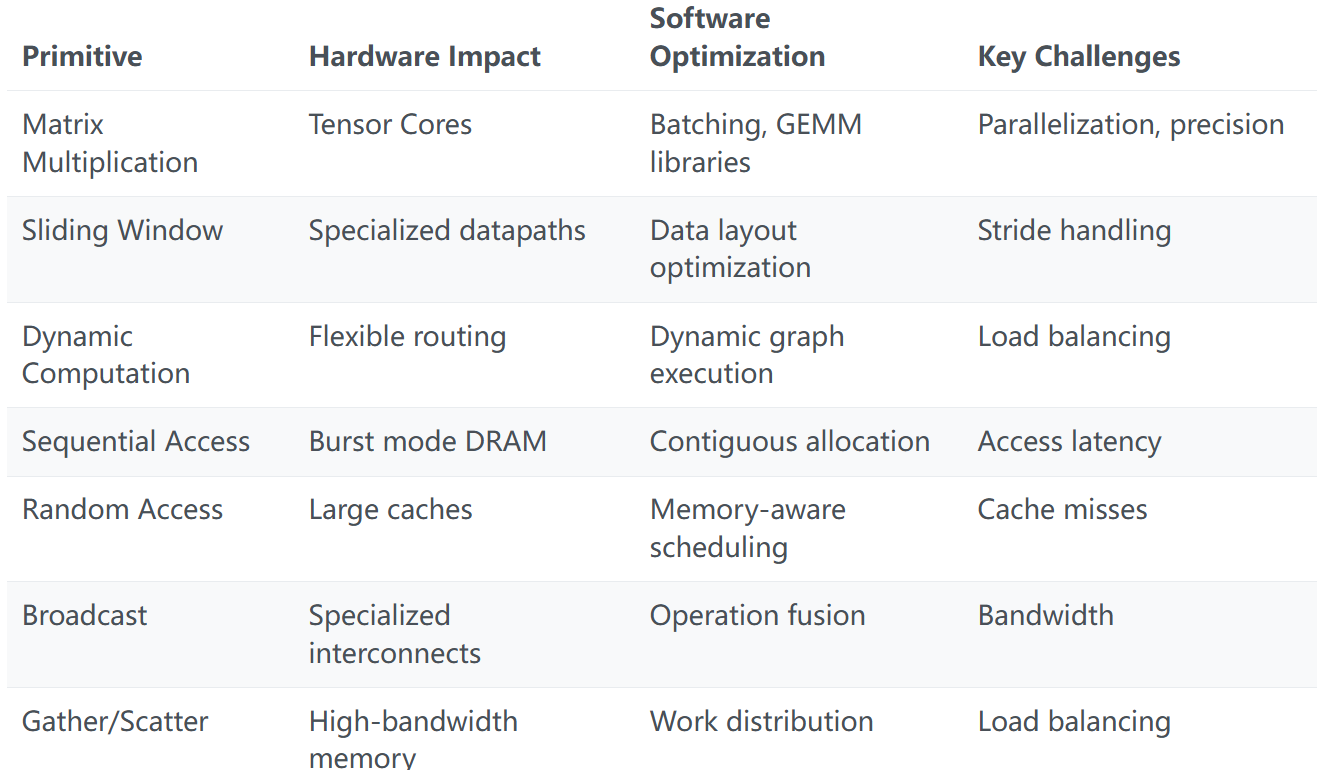 Primitive Hardware Impact Software Optimization Key Challenges
Matrix Multiplication Tensor Cores Batching, GEMM libraries Parallelization, precision
Sliding Window Specialized datapaths Data layout optimization Stride handling
Dynamic Computation Flexible routing Dynamic graph execution Load balancing
Sequential Access Burst mode DRAM Contiguous allocation Access latency
Random Access Large caches Memory-aware scheduling Cache misses
Broadcast Specialized interconnects Operation fusion Bandwidth
Gather/Scatter High-bandwidth memory Work distribution Load balancing